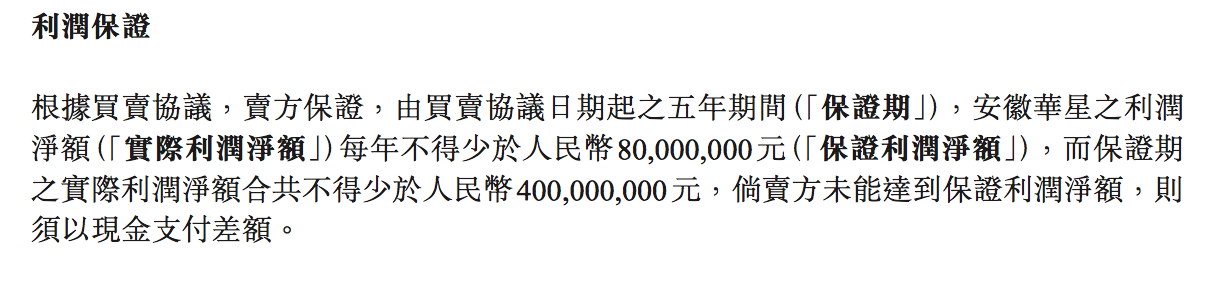 利潤保證
根據買賣協議，賣方保證，由買賣協議日期起之五年期間(「保證期」)，安徽華星之利潤
淨額(「實際利潤淨額」)每年不得少於人民幣80,000,000元(「保證利潤淨額」)，而保證期
之實際利潤淨額合共不得少於人民幣400,000,000元，倘賣方未能達到保證利潤淨額，則
須以現金支付差額。